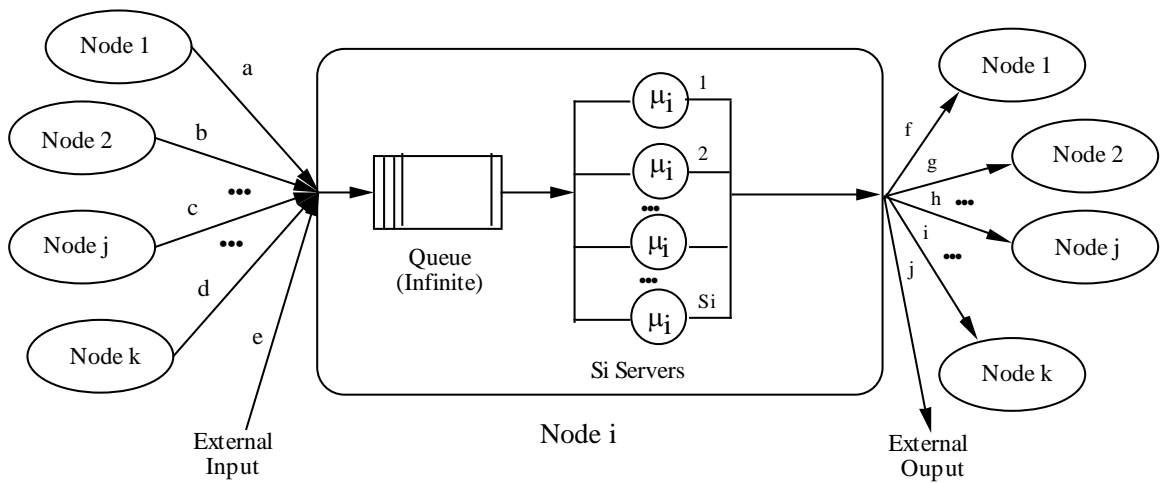 Node 1
a
Node 2
b
•••
c
Node j
•••
d
Node k
e
External
Input
Queue
(Infinite)
μi
1
μi
2
•••
μi
•••
μi
Si
Si Servers
Node i
Node 1
f
Node 2
g
h •••
Node j
i
•••
j
Node k
External
Ouput